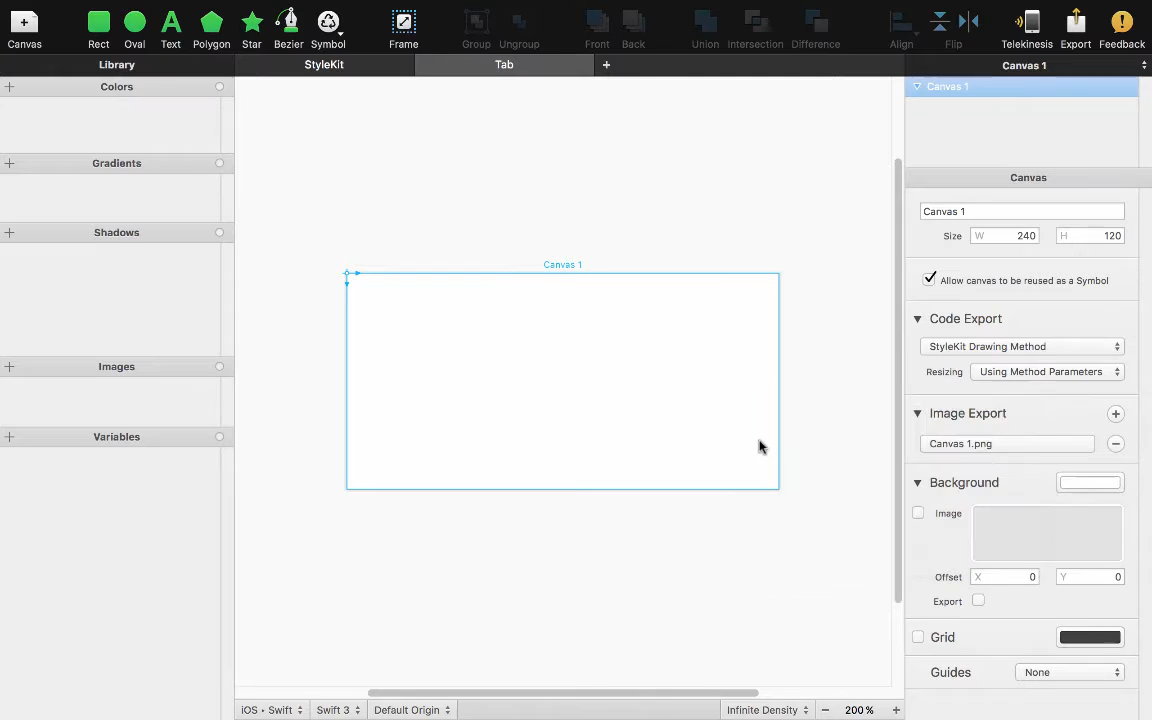 Canvas
Rect
Oval
Text
Polygon
Star
Bezier
Symbol
Frame
Group
Ungroup
Front
Back
Union
Intersection
Difference
Align
Flip
Telekinesis
Export
Feedback
Library
StyleKit
Tab
+
Canvas 1
Colors
Canvas 1
Gradients
Canvas
Canvas 1
Shadows
Size W 240 H 120
Canvas 1
Allow canvas to be reused as a Symbol
Code Export
StyleKit Drawing Method
Images
Resizing Using Method Parameters
Image Export
Variables
Canvas 1.png
Background
Image
Offset X 0 Y 0
Export
Grid
Guides None
iOS • Swift
Swift 3
Default Origin
Infinite Density
− 200% +